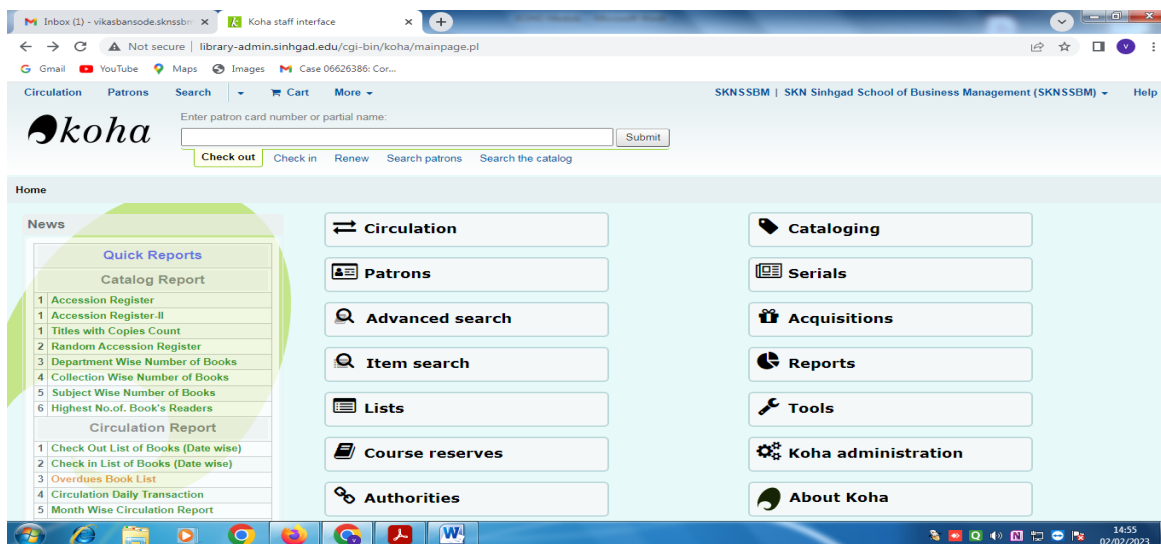 Inbox (1) - vikasbansode.sknssbm
Koha staff interface
Not secure | library-admin.sinhgad.edu/cgi-bin/koha/mainpage.pl
Gmail YouTube Maps Images Case 06626386: Cor...
Circulation Patrons Search Cart More SKNSSBM | SKN Sinhgad School of Business Management (SKNSSBM) Help
koha
Enter patron card number or partial name:
Submit
Check out Check in Renew Search patrons Search the catalog
Home
News
Quick Reports
Catalog Report
1 Accession Register
1 Accession Register-II
1 Titles with Copies Count
2 Random Accession Register
3 Department Wise Number of Books
4 Collection Wise Number of Books
5 Subject Wise Number of Books
6 Highest No.of. Book's Readers
Circulation Report
1 Check Out List of Books (Date wise)
2 Check in List of Books (Date wise)
3 Overdues Book List
4 Circulation Daily Transaction
5 Month Wise Circulation Report
Circulation
Patrons
Advanced search
Item search
Lists
Course reserves
Authorities
Cataloging
Serials
Acquisitions
Reports
Tools
Koha administration
About Koha
14:55
02/02/2023